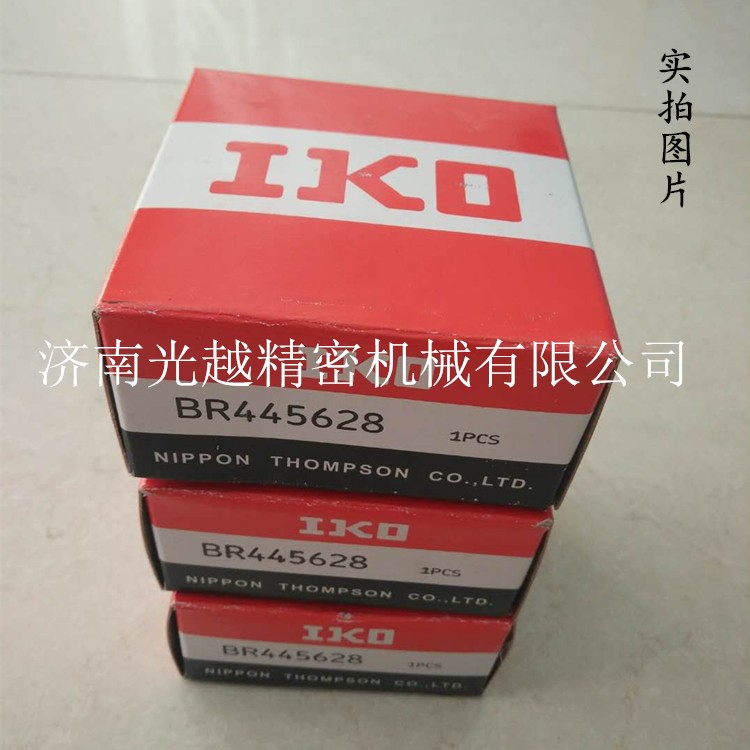 实拍图片
IKO
济南光越精密机械有限公司
IKO
BR445628 1PCS
NIPPON THOMPSON CO.,LTD.
IKO
BR445628 1PCS
NIPPON THOMPSON CO.,LTD.
IKO
BR445628 1PCS
NIPPON THOMPSON CO.,LTD.